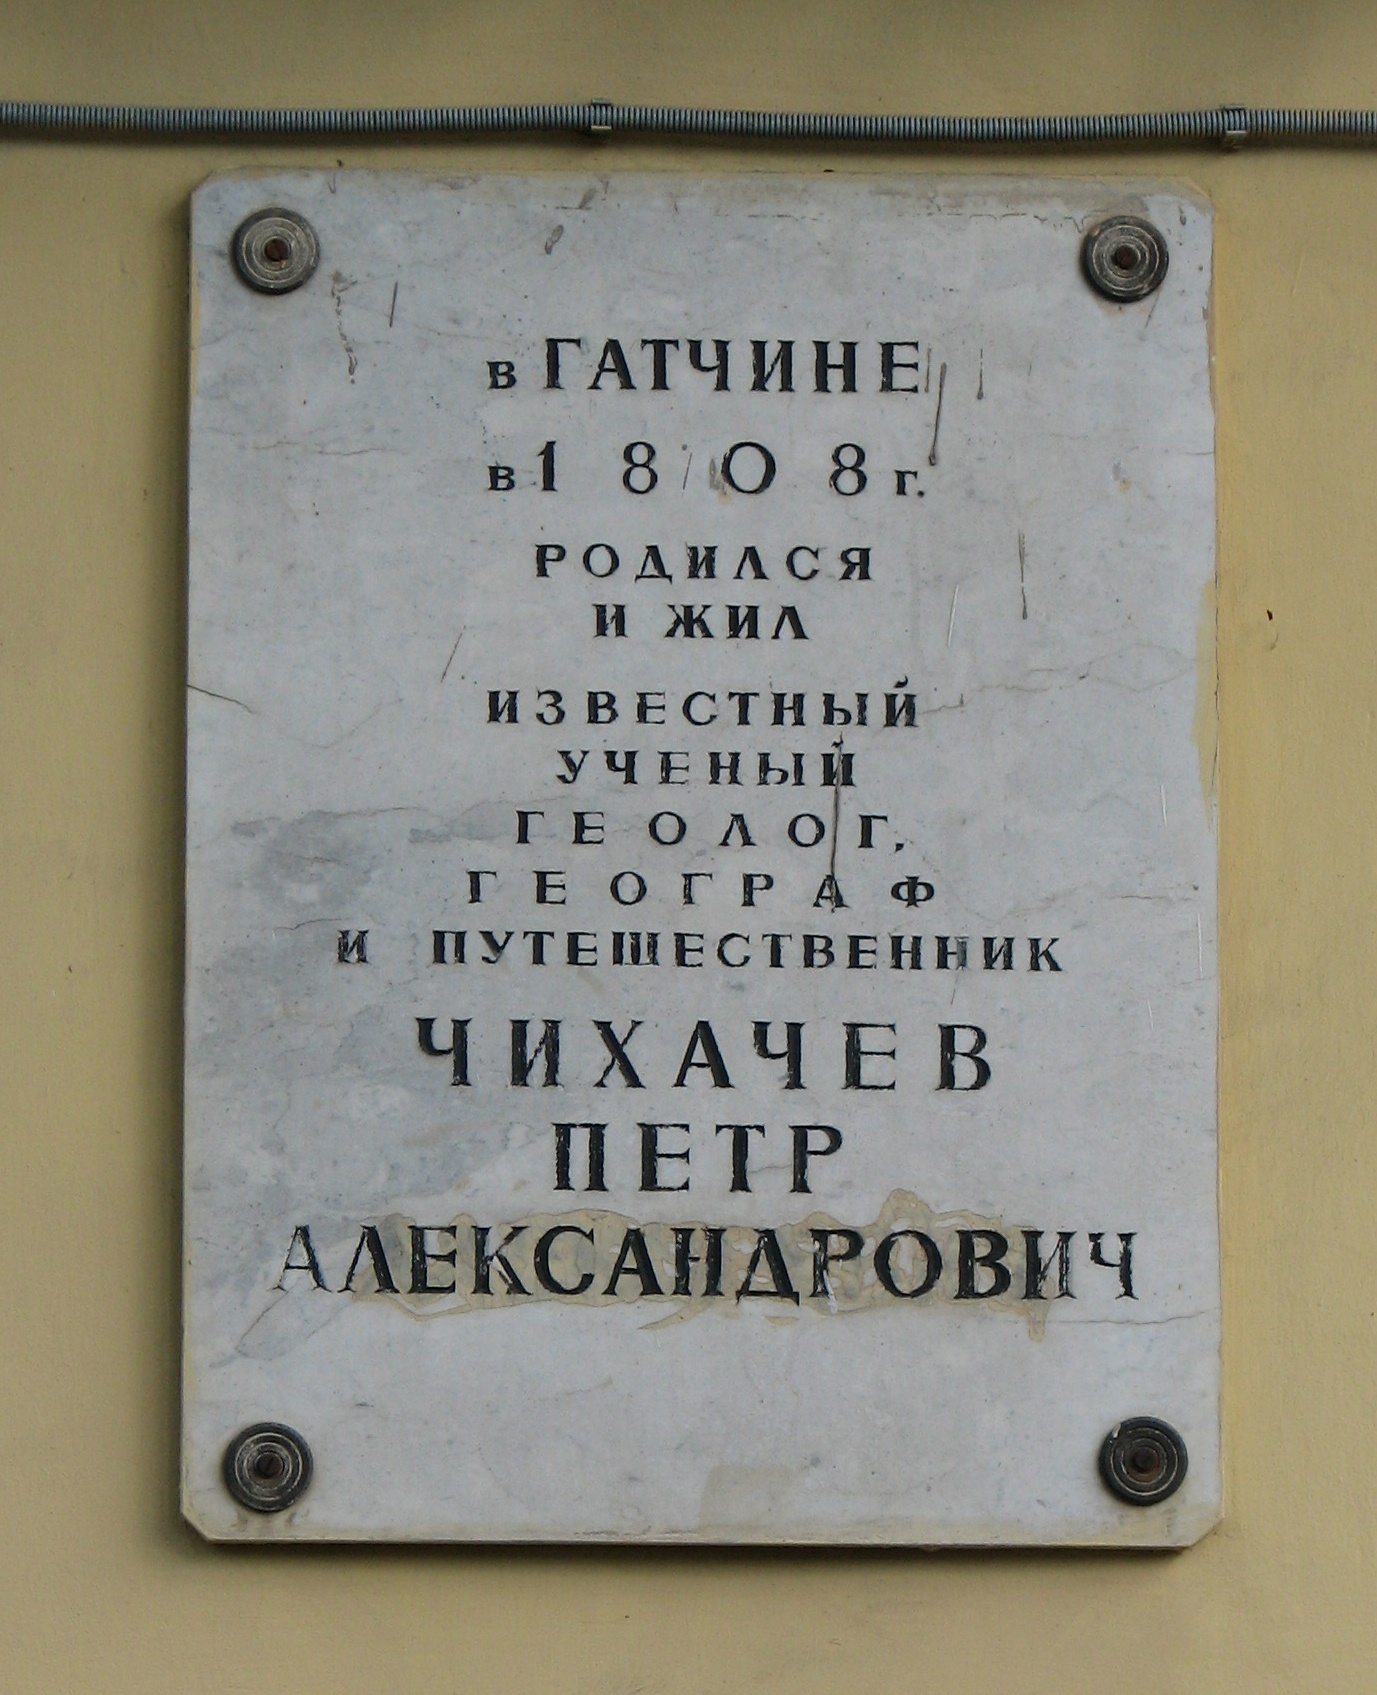 в ГАТЧИНЕ
в 1808 г.
РОДИЛСЯ
И ЖИЛ
ИЗВЕСТНЫЙ
УЧЕНЫЙ
ГЕОЛОГ,
ГЕОГРАФ
И ПУТЕШЕСТВЕННИК
ЧИХАЧЕВ
ПЕТР
АЛЕКСАНДРОВИЧ